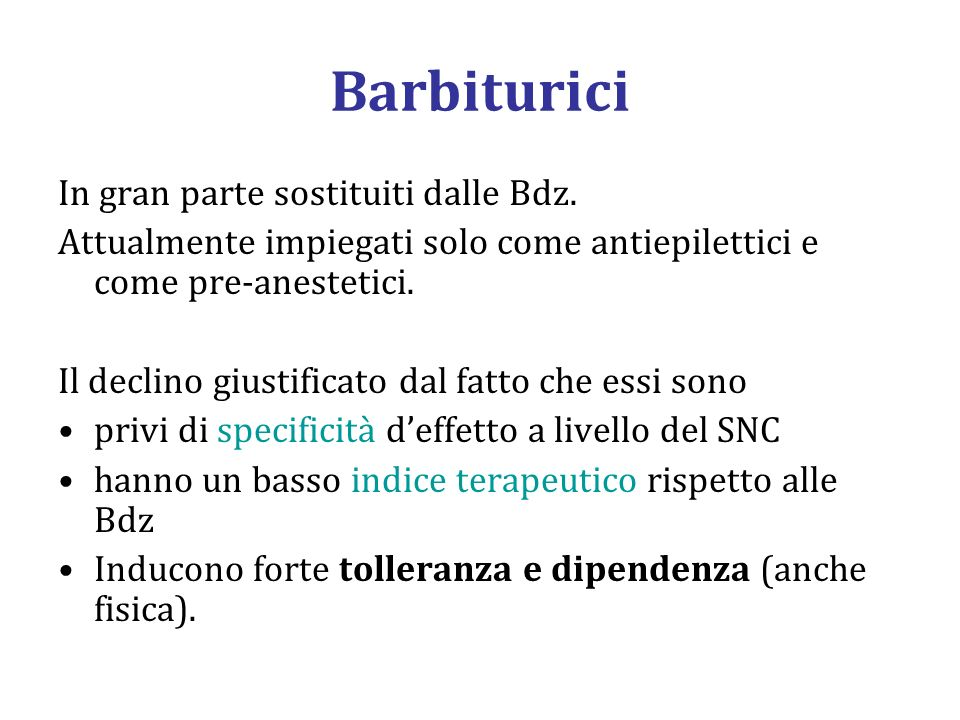 Barbiturici
In gran parte sostituiti dalle Bdz.
Attualmente impiegati solo come antiepilettici e
come pre-anestetici.
Il declino giustificato dal fatto che essi sono
• privi di specificità d’effetto a livello del SNC
• hanno un basso indice terapeutico rispetto alle
Bdz
• Inducono forte tolleranza e dipendenza (anche
fisica).